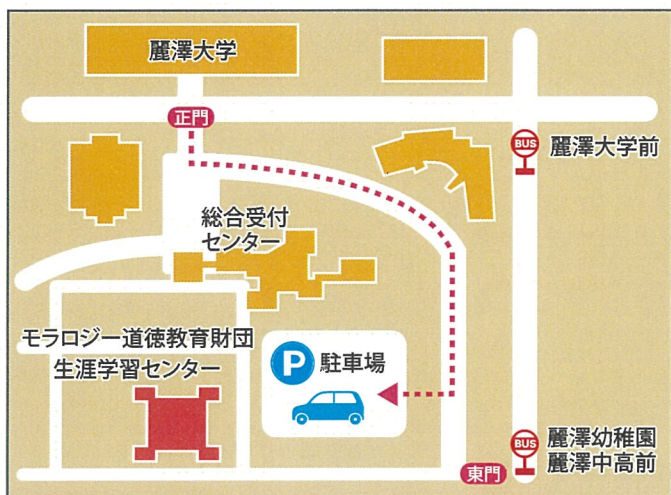 麗澤大学
正門
BUS
麗澤大学前
総合受付
センター
モラロジー道徳教育財団
生涯学習センター
P 駐車場
BUS
麗澤幼稚園
麗澤中高前
東門